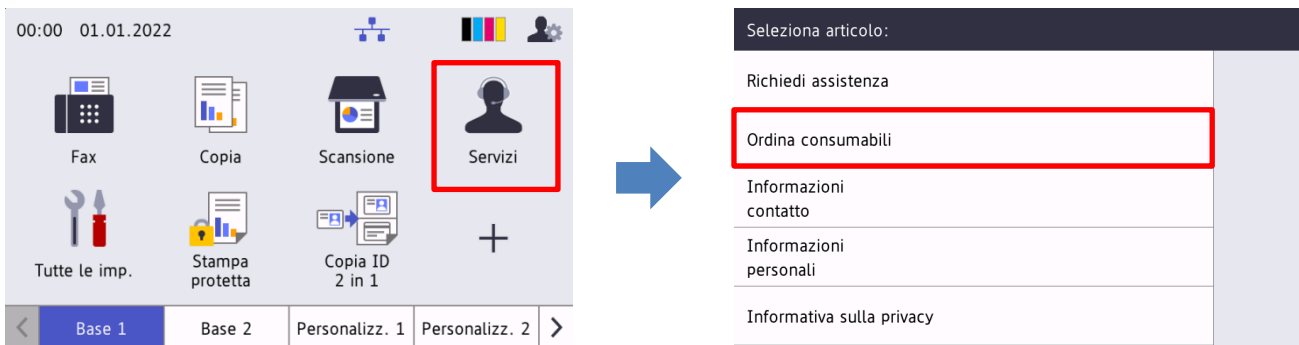 00:00 01.01.2022
Fax
Copia
Scansione
Servizi
Tutte le imp.
Stampa
protetta
Copia ID
2 in 1
Base 1
Base 2
Personalizz. 1
Personalizz. 2
Seleziona articolo:
Richiedi assistenza
Ordina consumabili
Informazioni
contatto
Informazioni
personali
Informativa sulla privacy